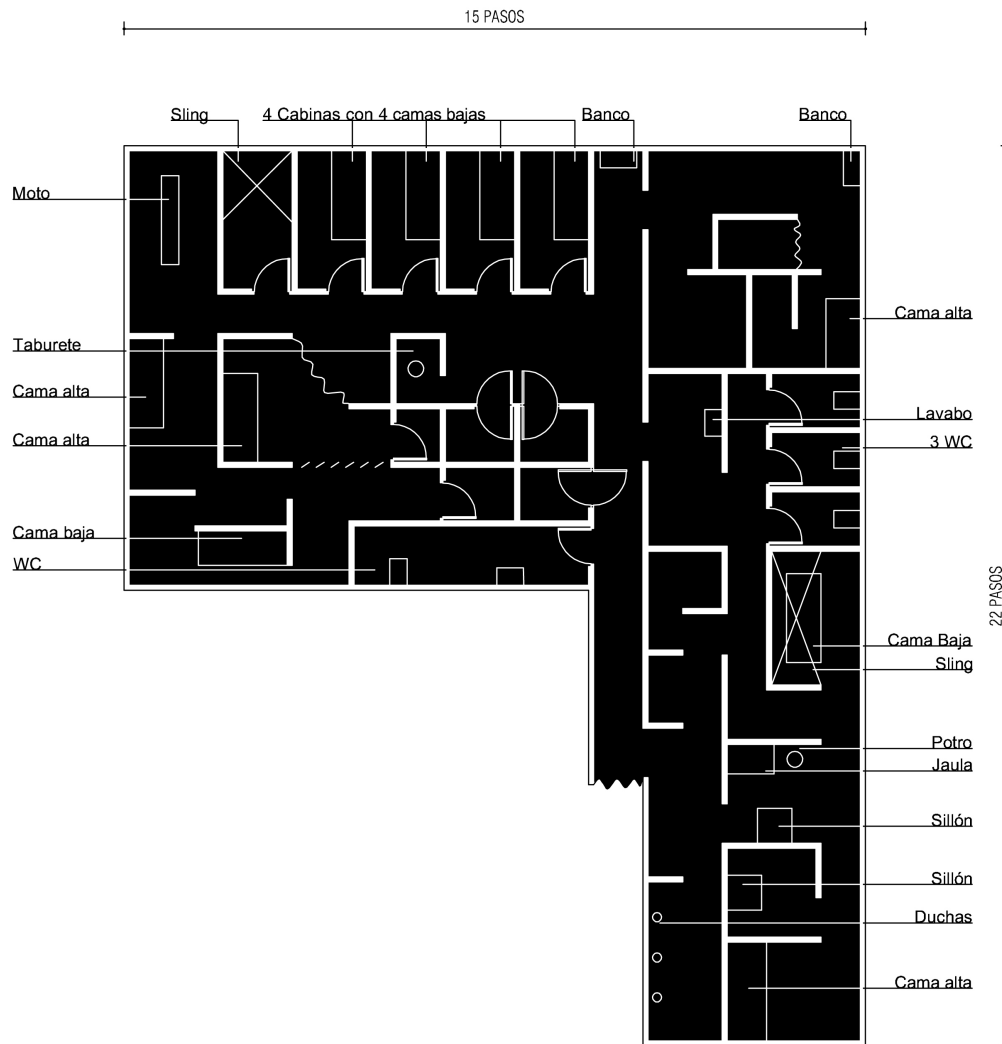 15 PASOS
Sling
4 Cabinas con 4 camas bajas
Banco
Banco
Moto
Cama alta
Taburete
Cama alta
Lavabo
Cama alta
3 WC
Cama baja
WC
22 PASOS
Cama Baja
Sling
Potro
Jaula
Sillón
Sillón
Duchas
Cama alta